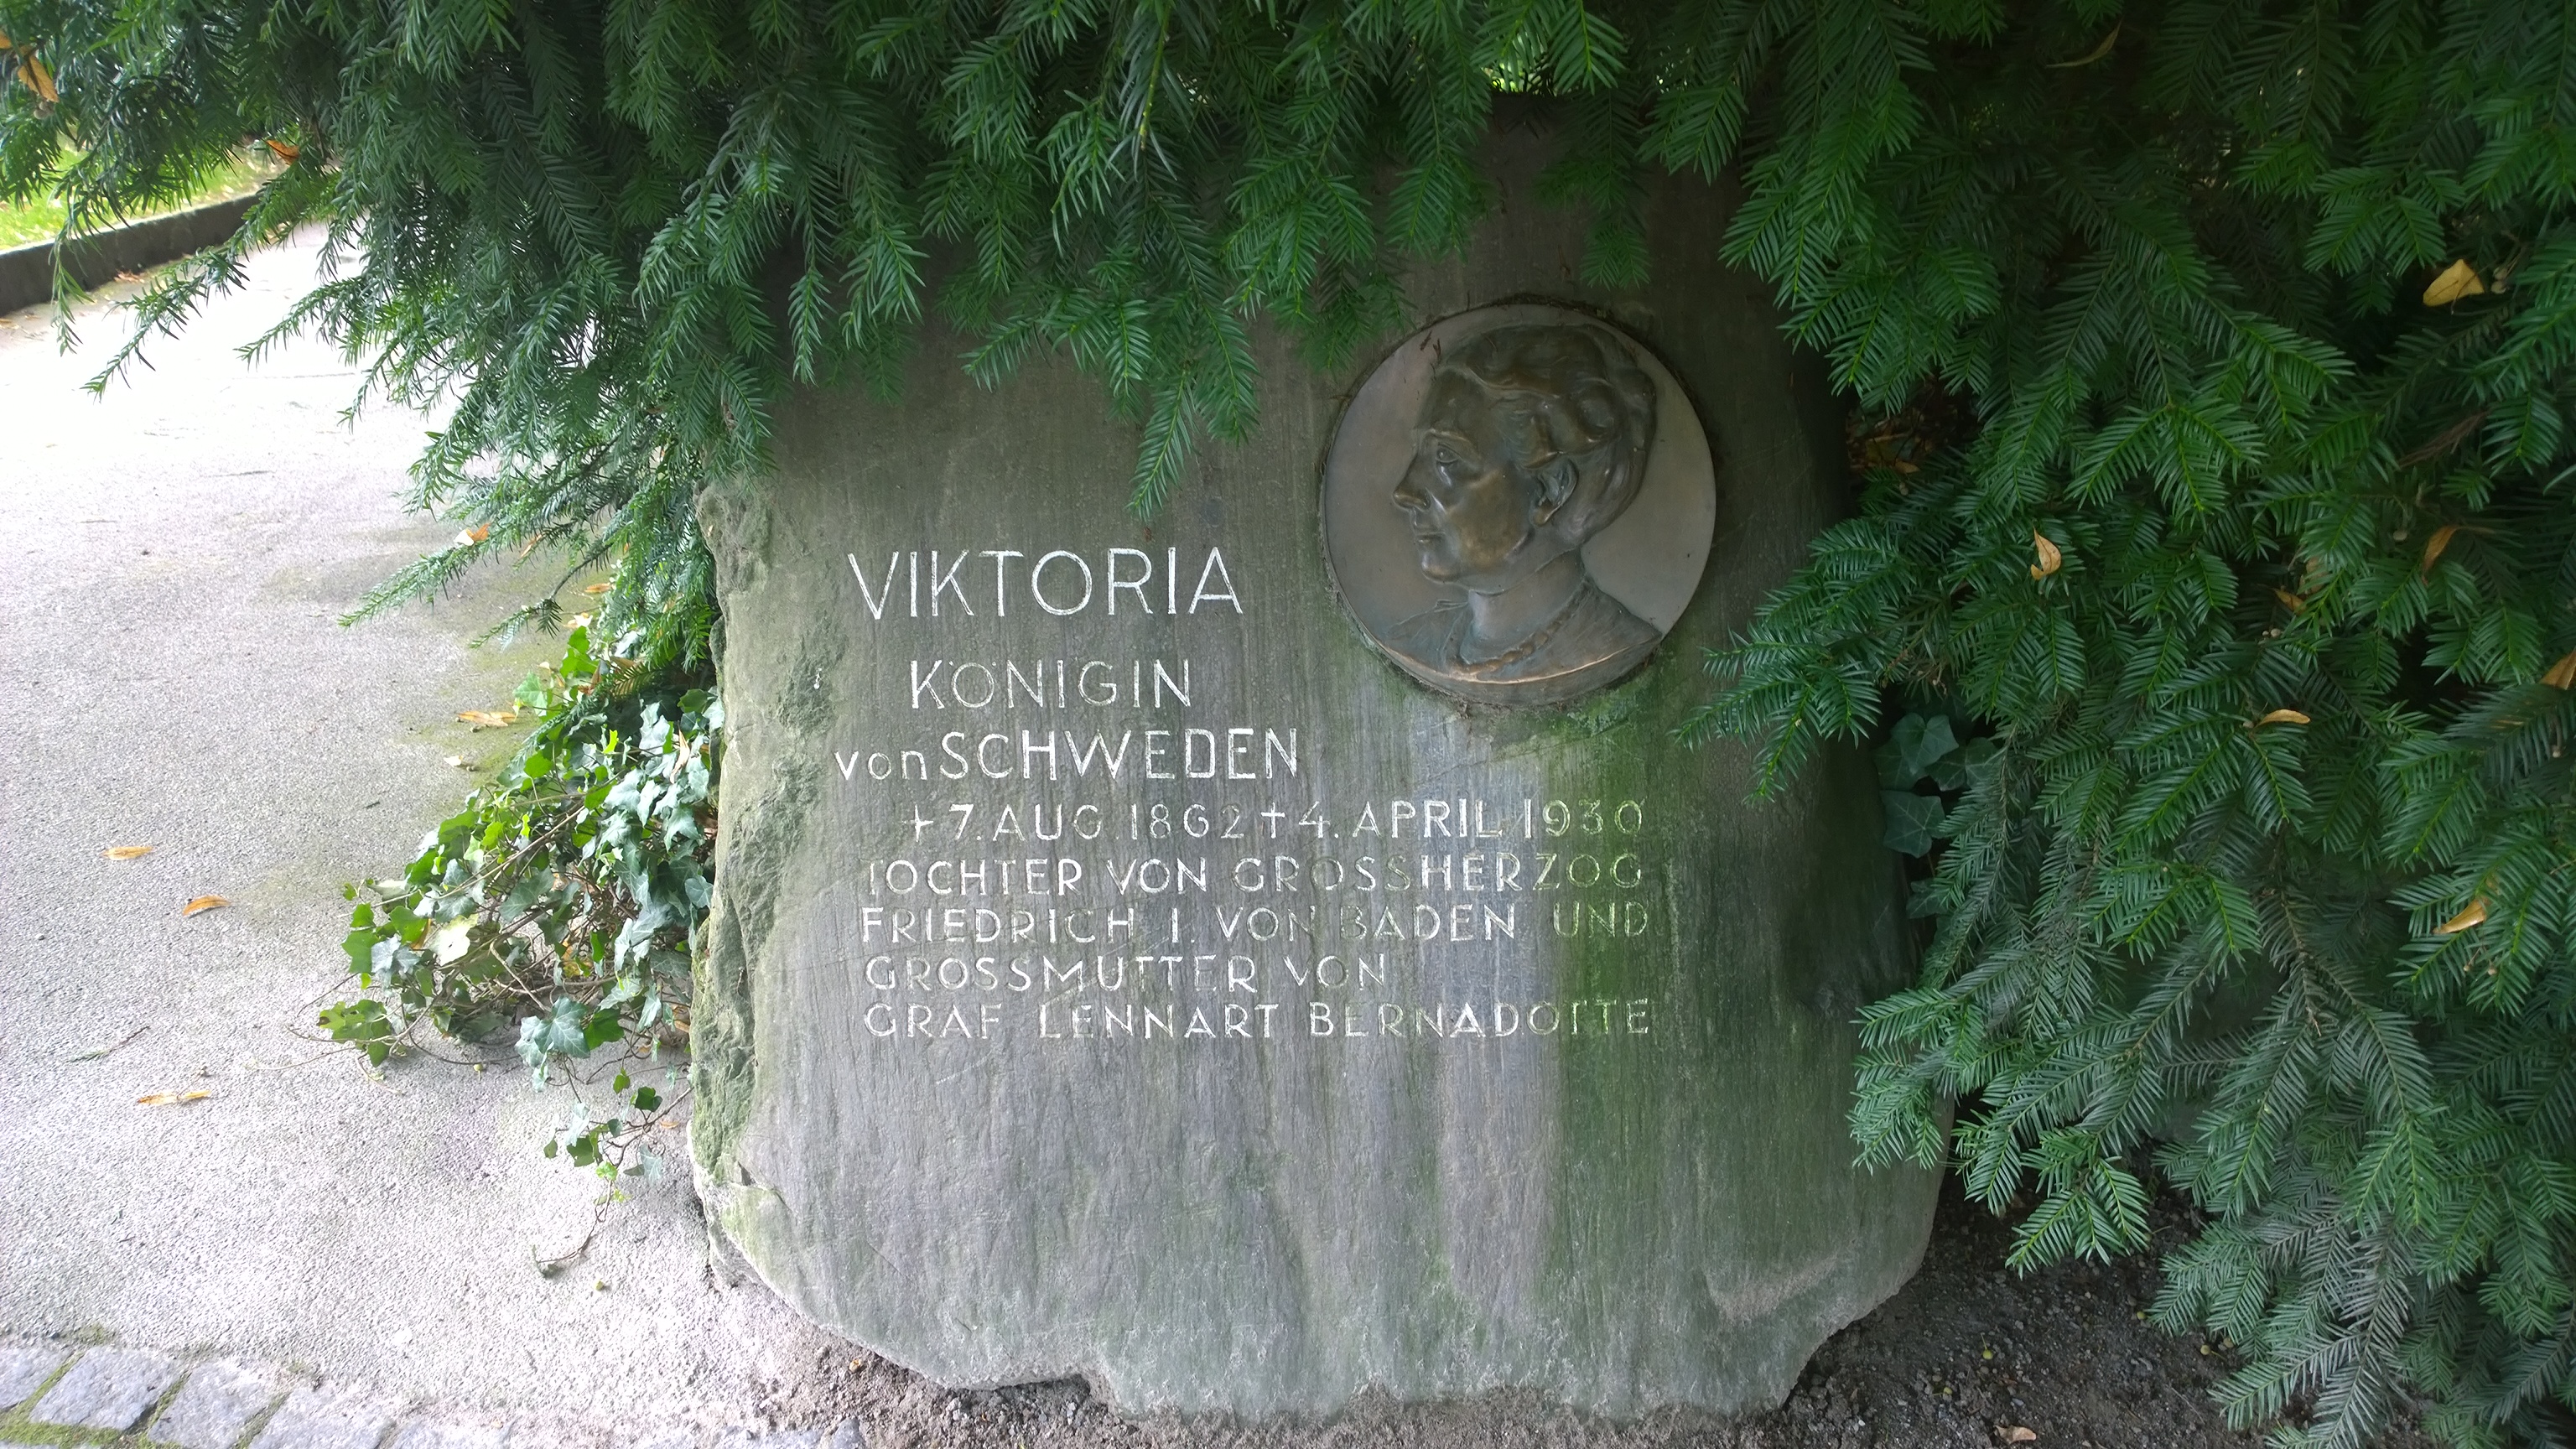 VIKTORIA
KÖNIGIN
von SCHWEDEN
+ 7. AUG. 1862 + 4. APRIL 1930
TOCHTER VON GROSSHERZOG
FRIEDRICH I. VON BADEN UND
GROSSMUTTER VON
GRAF LENNART BERNADOTTE